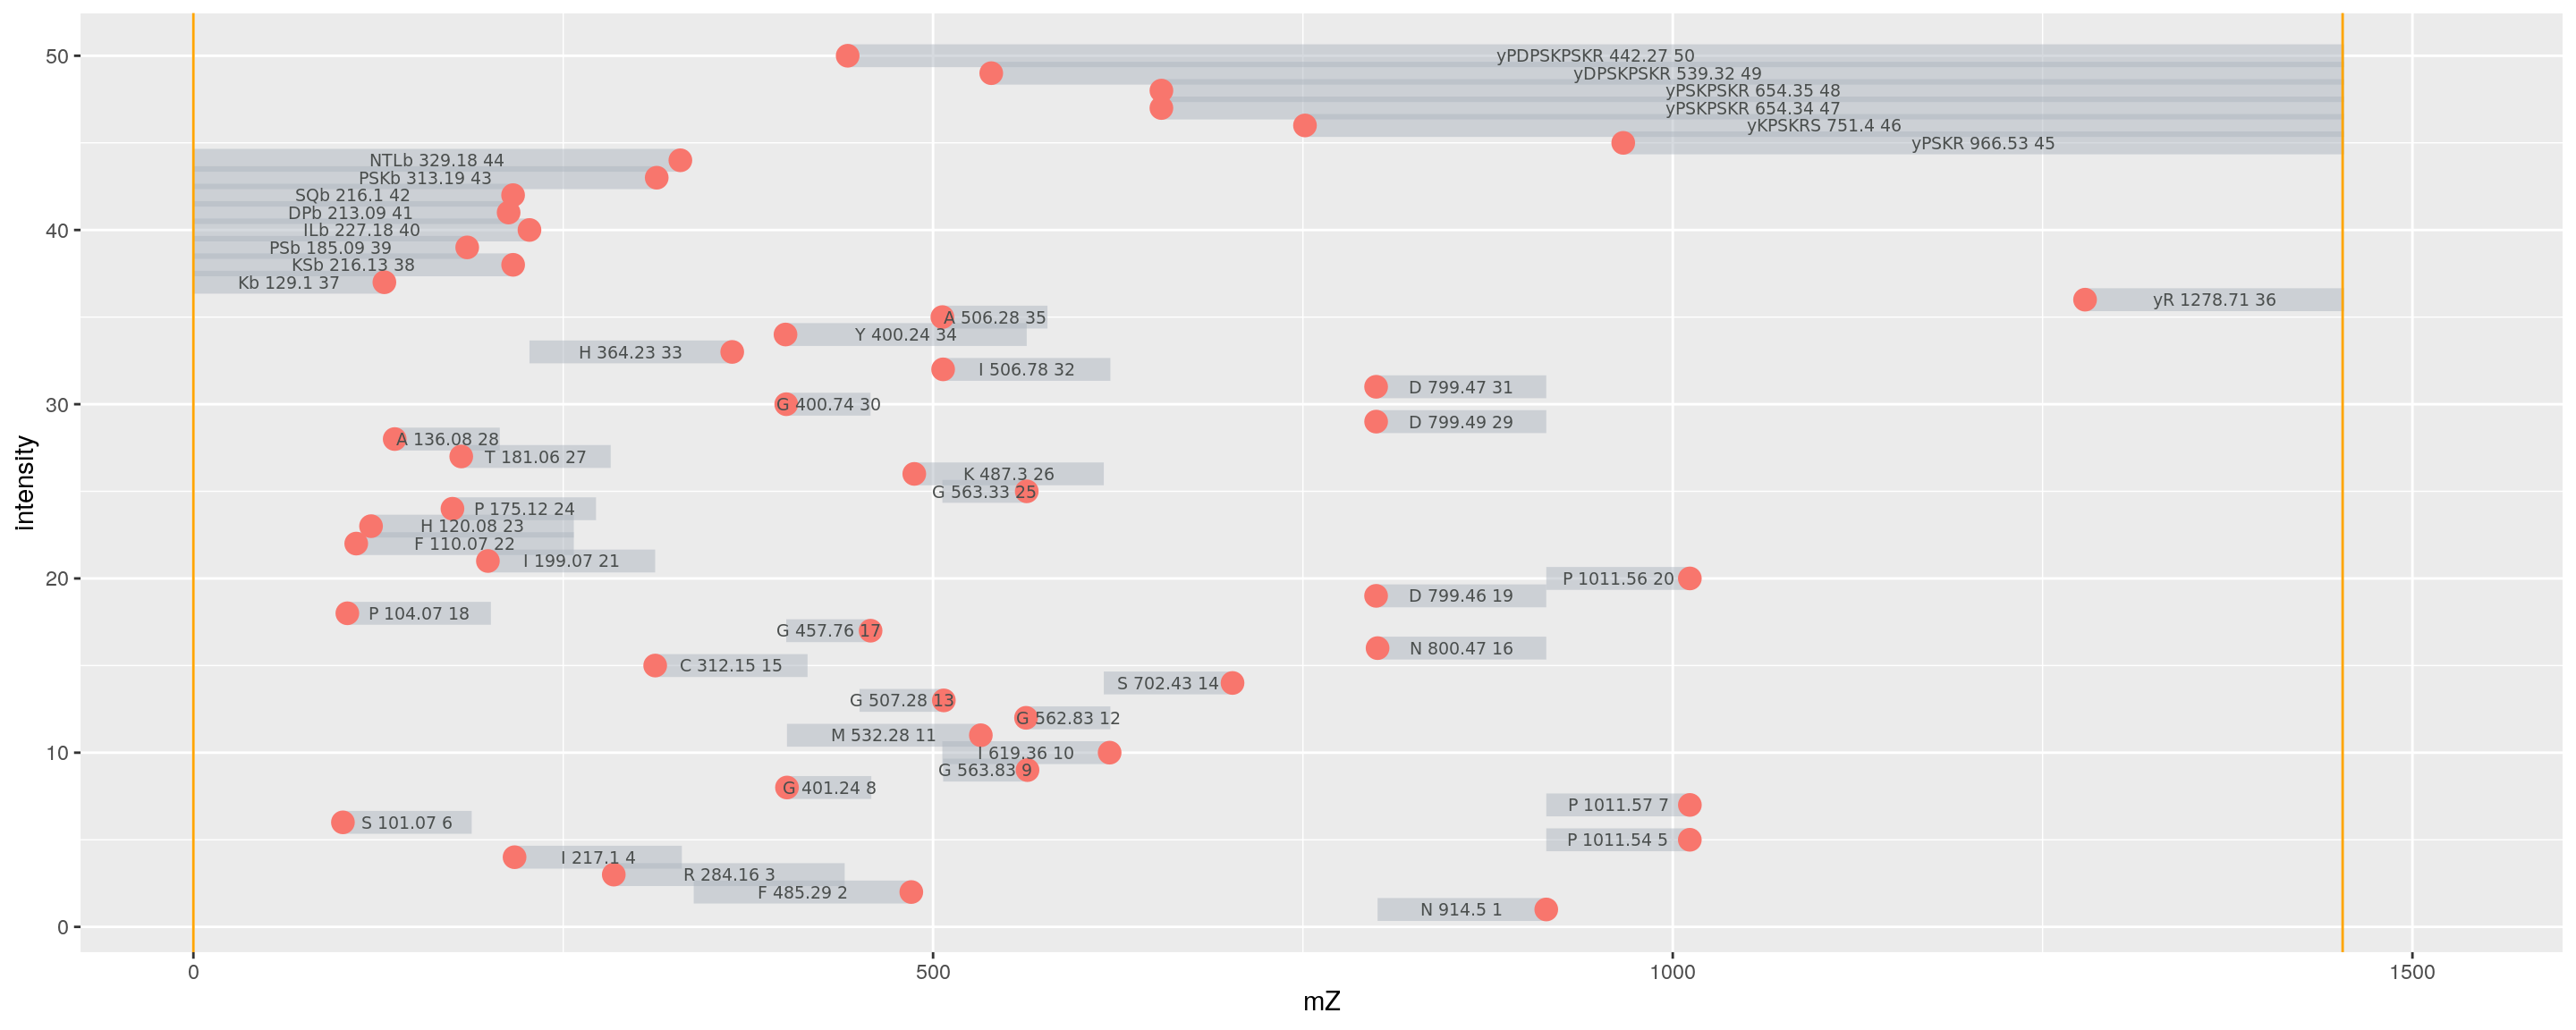 50
yPDPSKPSKR 442.27 50
yDPSKPSKR 539.32 49
yPSKPSKR 654.35 48
yPSKPSKR 654.34 47
yKPSKRS 751.4 46
yPSKR 966.53 45
NTLb 329.18 44
PSKb 313.19 43
SQb 216.1 42
DPb 213.09 41
40
ILb 227.18 40
PSb 185.09 39
KSb 216.13 38
Kb 129.1 37
yR 1278.71 36
A 506.28 35
Y 400.24 34
H 364.23 33
I 506.78 32
D 799.47 31
30
G 400.74 30
D 799.49 29
A 136.08 28
T 181.06 27
K 487.3 26
G 563.33 25
intensity
P 175.12 24
H 120.08 23
F 110.07 22
I 199.07 21
20
P 1011.56 20
D 799.46 19
P 104.07 18
G 457.76 17
N 800.47 16
C 312.15 15
S 702.43 14
G 507.28 13
G 562.83 12
M 532.28 11
10
I 619.36 10
G 563.83 9
G 401.24 8
P 1011.57 7
S 101.07 6
P 1011.54 5
I 217.1 4
R 284.16 3
F 485.29 2
N 914.5 1
0
0 500 1000 1500
mZ